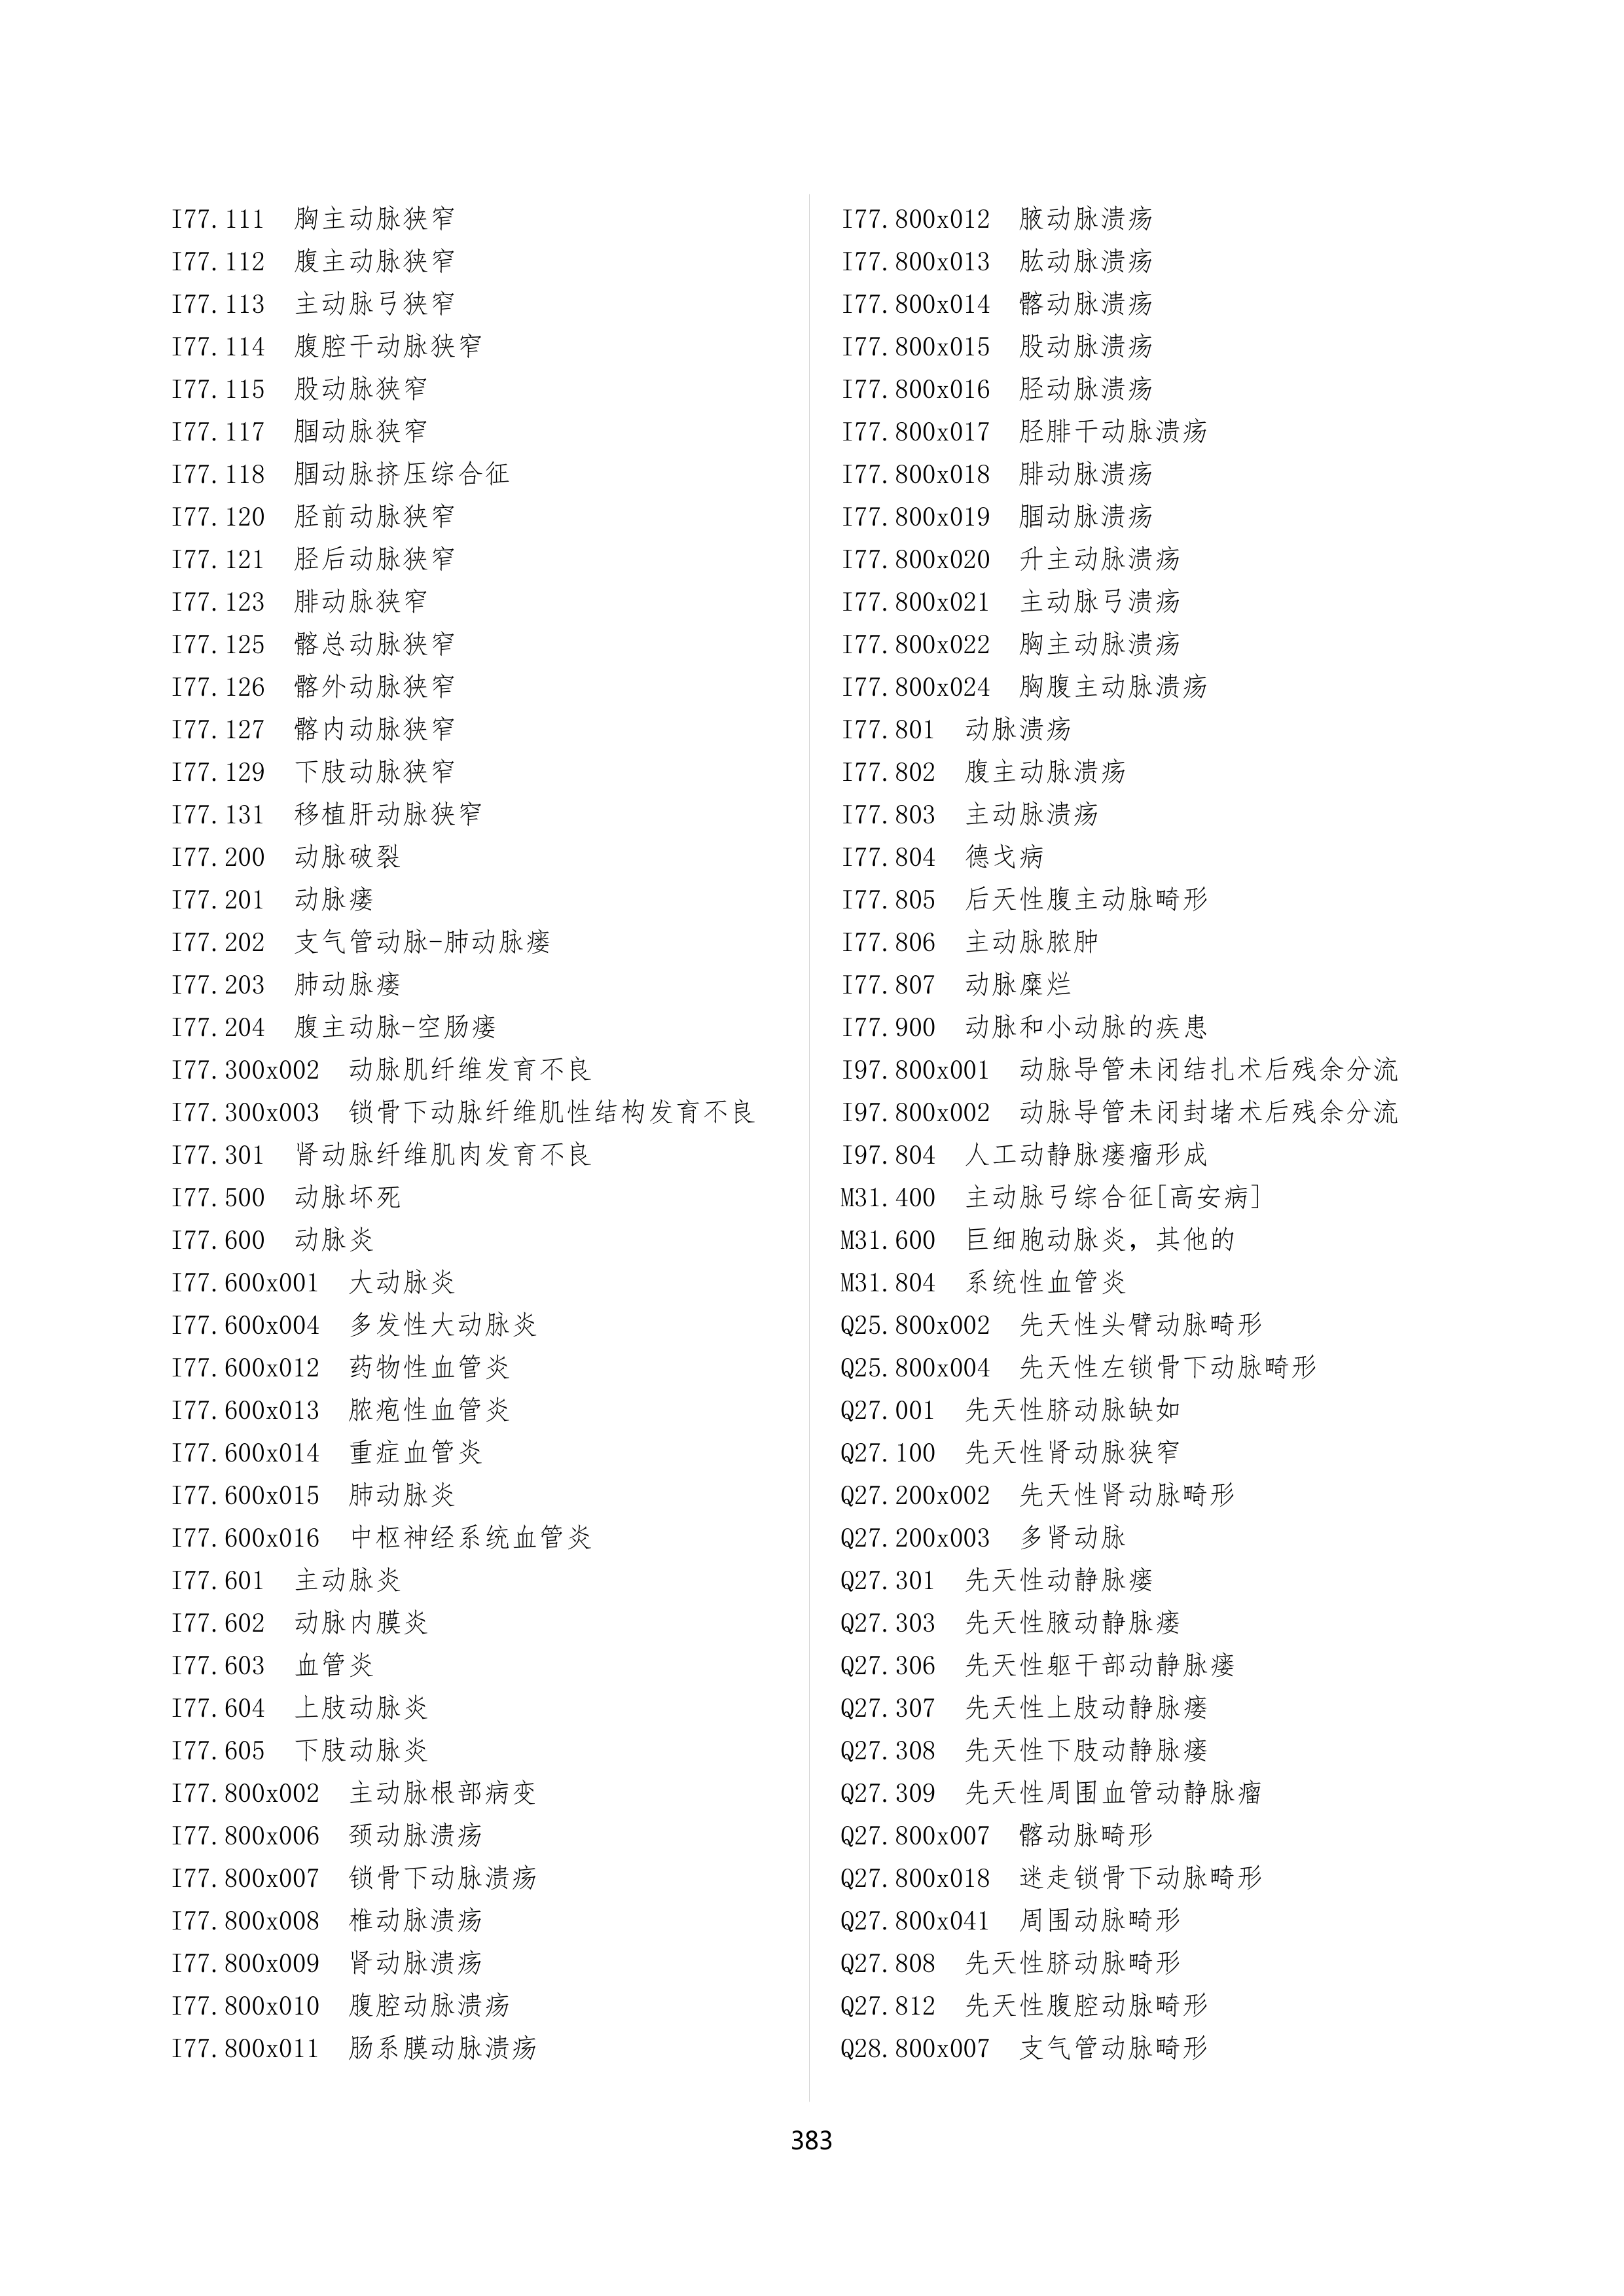 I77.111 胸主动脉狭窄
I77.112 腹主动脉狭窄
I77.113 主动脉弓狭窄
I77.114 腹腔干动脉狭窄
I77.115 股动脉狭窄
I77.117 腘动脉狭窄
I77.118 腘动脉挤压综合征
I77.120 胫前动脉狭窄
I77.121 胫后动脉狭窄
I77.123 腓动脉狭窄
I77.125 髂总动脉狭窄
I77.126 髂外动脉狭窄
I77.127 髂内动脉狭窄
I77.129 下肢动脉狭窄
I77.131 移植肝动脉狭窄
I77.200 动脉破裂
I77.201 动脉瘘
I77.202 支气管动脉-肺动脉瘘
I77.203 肺动脉瘘
I77.204 腹主动脉-空肠瘘
I77.300x002 动脉肌纤维发育不良
I77.300x003 锁骨下动脉纤维肌性结构发育不良
I77.301 肾动脉纤维肌肉发育不良
I77.500 动脉坏死
I77.600 动脉炎
I77.600x001 大动脉炎
I77.600x004 多发性大动脉炎
I77.600x012 药物性血管炎
I77.600x013 脓疱性血管炎
I77.600x014 重症血管炎
I77.600x015 肺动脉炎
I77.600x016 中枢神经系统血管炎
I77.601 主动脉炎
I77.602 动脉内膜炎
I77.603 血管炎
I77.604 上肢动脉炎
I77.605 下肢动脉炎
I77.800x002 主动脉根部病变
I77.800x006 颈动脉溃疡
I77.800x007 锁骨下动脉溃疡
I77.800x008 椎动脉溃疡
I77.800x009 肾动脉溃疡
I77.800x010 腹腔动脉溃疡
I77.800x011 肠系膜动脉溃疡
I77.800x012 腋动脉溃疡
I77.800x013 肱动脉溃疡
I77.800x014 髂动脉溃疡
I77.800x015 股动脉溃疡
I77.800x016 胫动脉溃疡
I77.800x017 胫腓干动脉溃疡
I77.800x018 腓动脉溃疡
I77.800x019 腘动脉溃疡
I77.800x020 升主动脉溃疡
I77.800x021 主动脉弓溃疡
I77.800x022 胸主动脉溃疡
I77.800x024 胸腹主动脉溃疡
I77.801 动脉溃疡
I77.802 腹主动脉溃疡
I77.803 主动脉溃疡
I77.804 德戈病
I77.805 后天性腹主动脉畸形
I77.806 主动脉脓肿
I77.807 动脉糜烂
I77.900 动脉和小动脉的疾患
I97.800x001 动脉导管未闭结扎术后残余分流
I97.800x002 动脉导管未闭封堵术后残余分流
I97.804 人工动静脉瘘瘤形成
M31.400 主动脉弓综合征[高安病]
M31.600 巨细胞动脉炎，其他的
M31.804 系统性血管炎
Q25.800x002 先天性头臂动脉畸形
Q25.800x004 先天性左锁骨下动脉畸形
Q27.001 先天性脐动脉缺如
Q27.100 先天性肾动脉狭窄
Q27.200x002 先天性肾动脉畸形
Q27.200x003 多肾动脉
Q27.301 先天性动静脉瘘
Q27.303 先天性腋动静脉瘘
Q27.306 先天性躯干部动静脉瘘
Q27.307 先天性上肢动静脉瘘
Q27.308 先天性下肢动静脉瘘
Q27.309 先天性周围血管动静脉瘤
Q27.800x007 髂动脉畸形
Q27.800x018 迷走锁骨下动脉畸形
Q27.800x041 周围动脉畸形
Q27.808 先天性脐动脉畸形
Q27.812 先天性腹腔动脉畸形
Q28.800x007 支气管动脉畸形
383